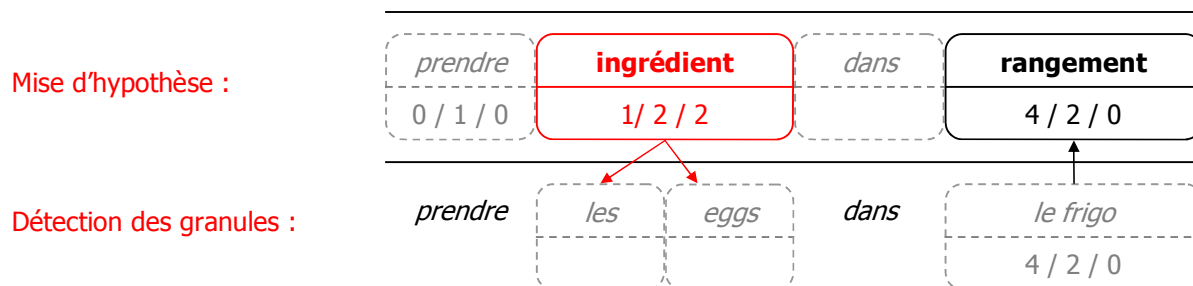 prendre ingrédient dans rangement
Mise d'hypothèse :
0 / 1 / 0 1/ 2 / 2 4 / 2 / 0
prendre les eggs dans le frigo
Détection des granules :
4 / 2 / 0